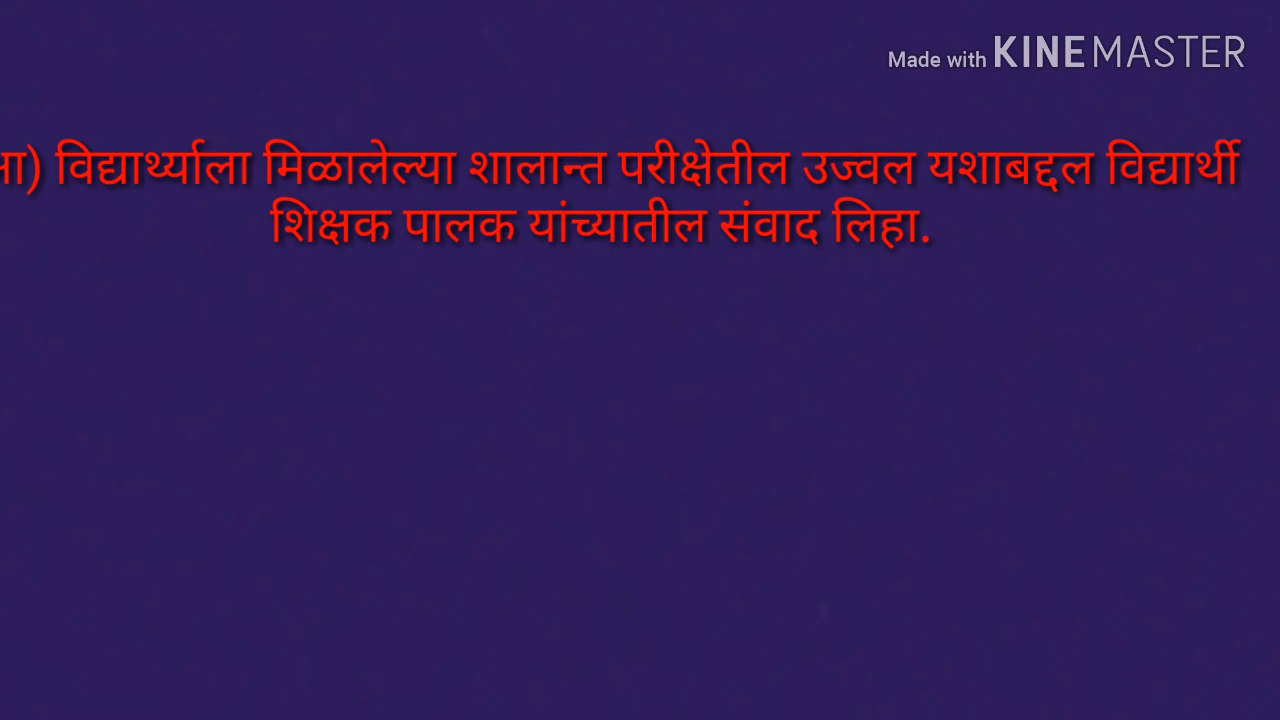 Made with KINEMASTER
विद्यार्थ्याला मिळालेल्या शालान्त परीक्षेतील उज्वल यशाबद्दल विद्यार्थी
शिक्षक पालक यांच्यातील संवाद लिहा.